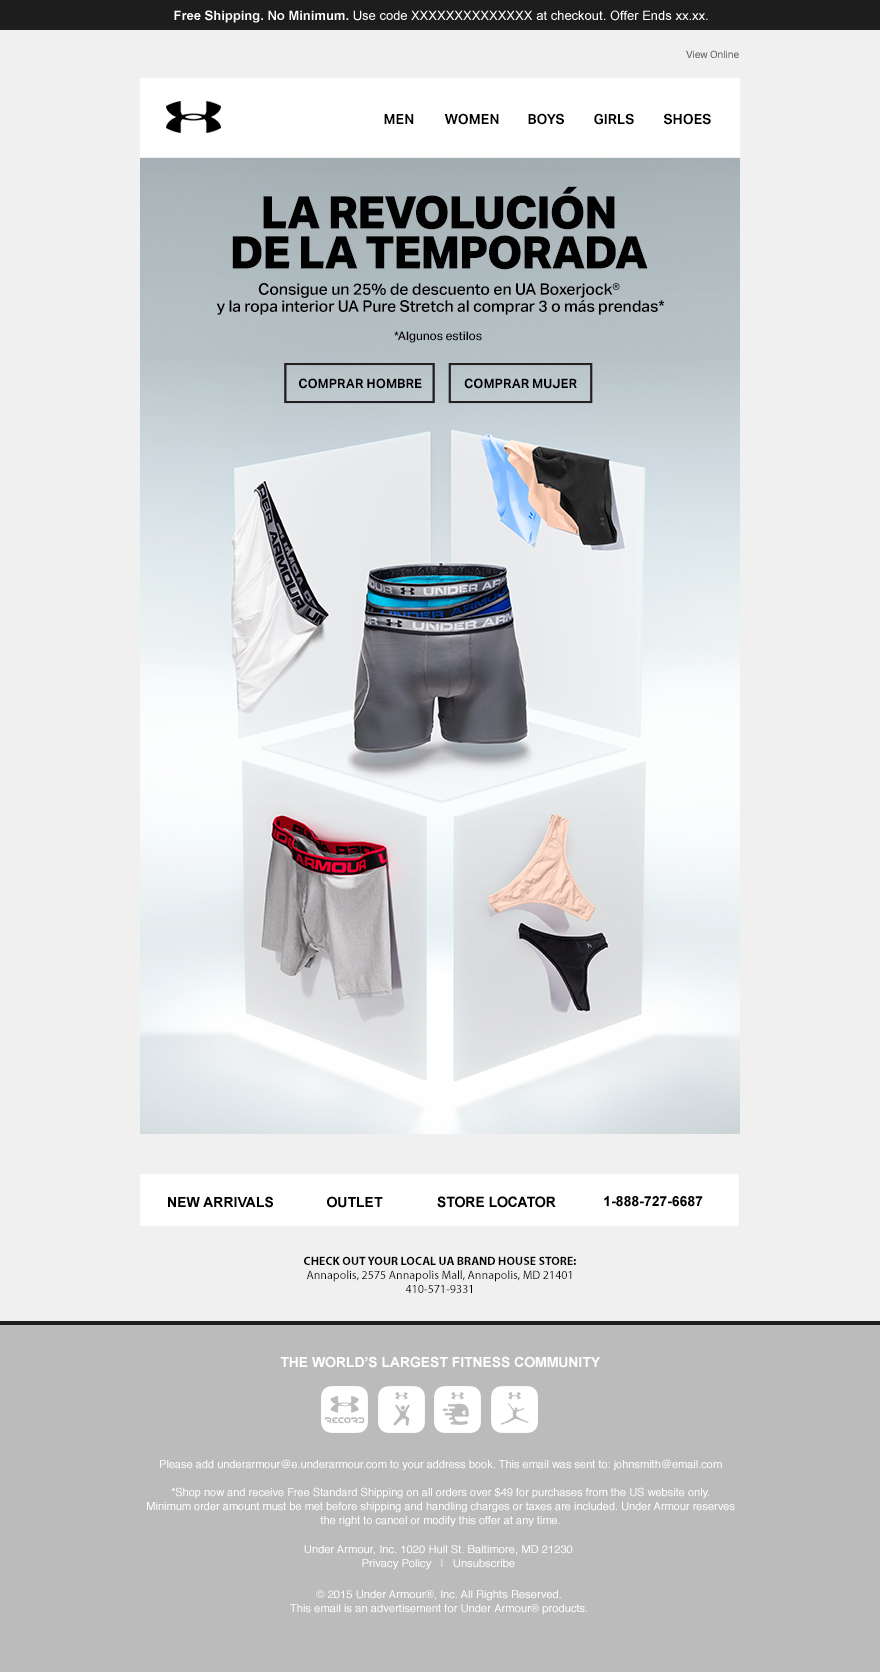 Free Shipping. No Minimum. Use code XXXXXXXXXXXXXX at checkout. Offer Ends xx.xx.
View Online
MEN WOMEN BOYS GIRLS SHOES
LA REVOLUCIÓN
DE LA TEMPORADA
Consigue un 25% de descuento en UA Boxerjock®
y la ropa interior UA Pure Stretch al comprar 3 o más prendas*
*Algunos estilos
COMPRAR HOMBRE COMPRAR MUJER
UNDER ARMOUR
UNDER AR
UNDER ARM
ARMOUR
NEW ARRIVALS OUTLET STORE LOCATOR 1-888-727-6687
CHECK OUT YOUR LOCAL UA BRAND HOUSE STORE:
Annapolis, 2575 Annapolis Mall, Annapolis, MD 21401
410-571-9331
THE WORLD'S LARGEST FITNESS COMMUNITY
RECORD
Please add underarmour@e.underarmour.com to your address book. This email was sent to: johnsmith@email.com
*Shop now and receive Free Standard Shipping on all orders over $49 for purchases from the US website only.
Minimum order amount must be met before shipping and handling charges or taxes are included. Under Armour reserves
the right to cancel or modify this offer at any time.
Under Armour, Inc. 1020 Hull St. Baltimore, MD 21230
Privacy Policy | Unsubscribe
© 2015 Under Armour®, Inc. All Rights Reserved.
This email is an advertisement for Under Armour® products.